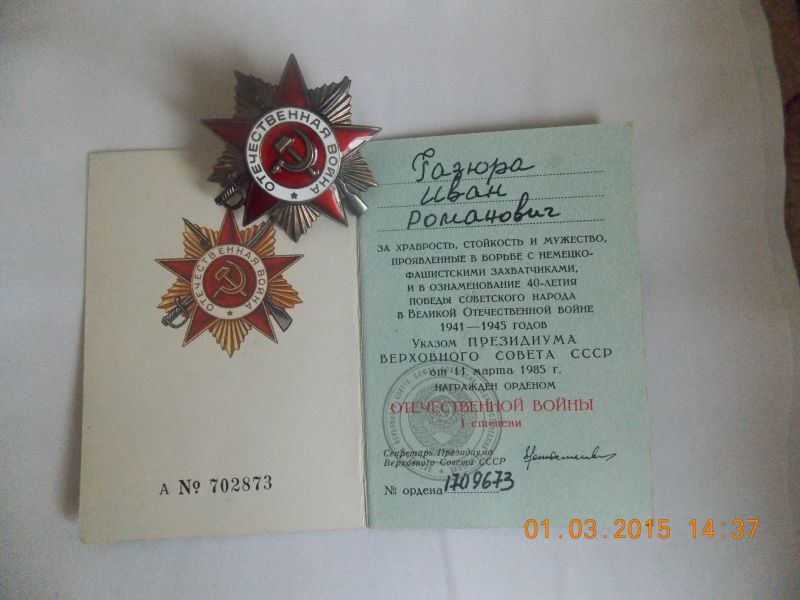 ОТЕЧЕСТВЕННАЯ ВОЙНА
ОТЕЧЕСТВЕННАЯ ВОЙНА
А № 702873
Газюра
Иван
Романович
ЗА ХРАБРОСТЬ, СТОЙКОСТЬ И МУЖЕСТВО,
ПРОЯВЛЕННЫЕ В БОРЬБЕ С НЕМЕЦКО-
ФАШИСТСКИМИ ЗАХВАТЧИКАМИ,
И В ОЗНАМЕНОВАНИЕ 40-ЛЕТИЯ
ПОБЕДЫ СОВЕТСКОГО НАРОДА
В ВЕЛИКОЙ ОТЕЧЕСТВЕННОЙ ВОЙНЕ
1941—1945 ГОДОВ
УКАЗОМ ПРЕЗИДИУМА
ВЕРХОВНОГО СОВЕТА СССР
от 11 марта 1985 г.
НАГРАЖДЕН ОРДЕНОМ
ОТЕЧЕСТВЕННОЙ ВОЙНЫ
I степени
Секретарь Президиума
Верховного Совета СССР
№ ордена 1709673
01.03.2015 14:37